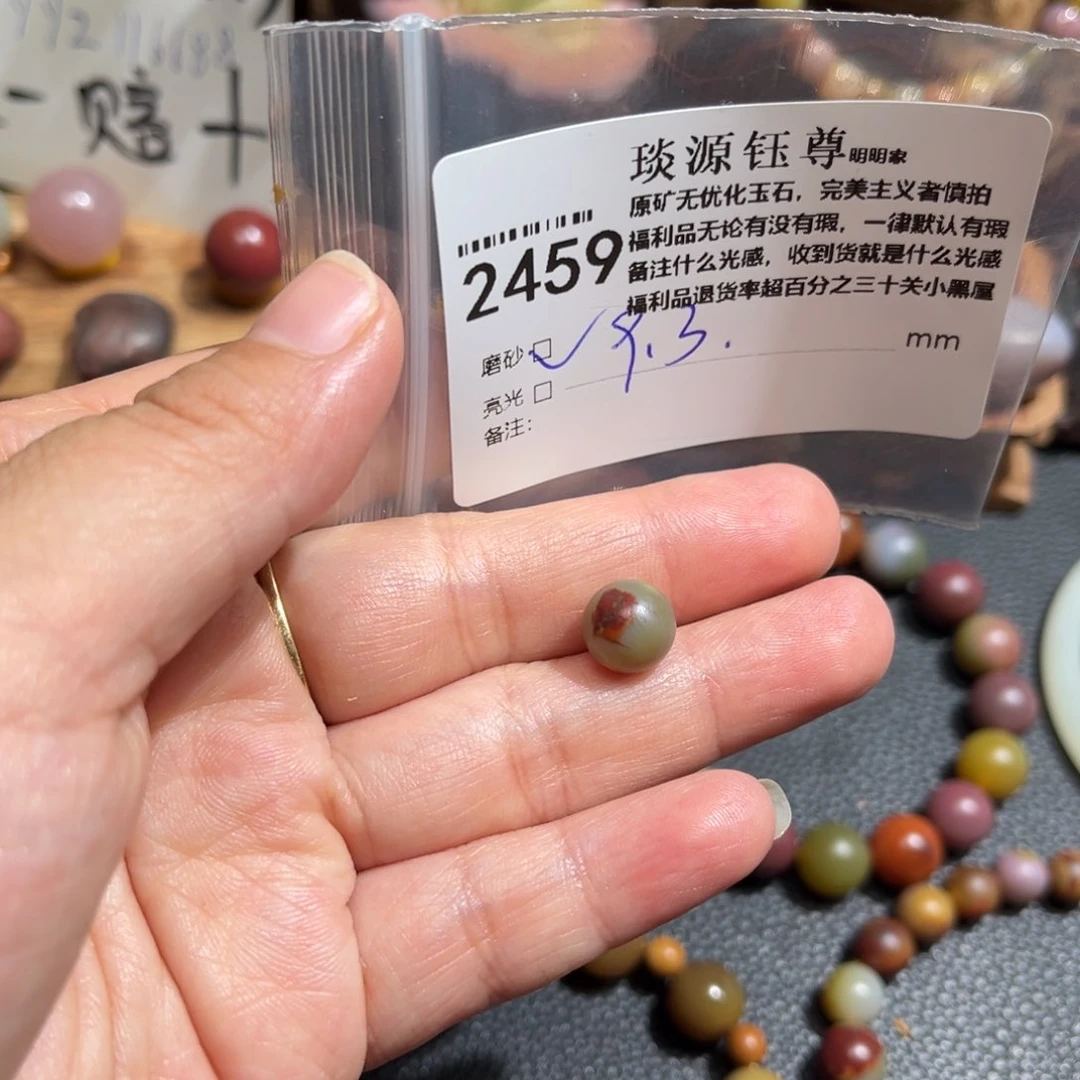 赔十
琰源钰尊明明家
原矿无优化玉石，完美主义者慎拍
福利品无论有没有瑕，一律默认有瑕
备注什么光感，收到货就是什么光感
福利品退货率超百分之三十关小黑屋
2459
磨砂 9.3. mm
亮光
备注：